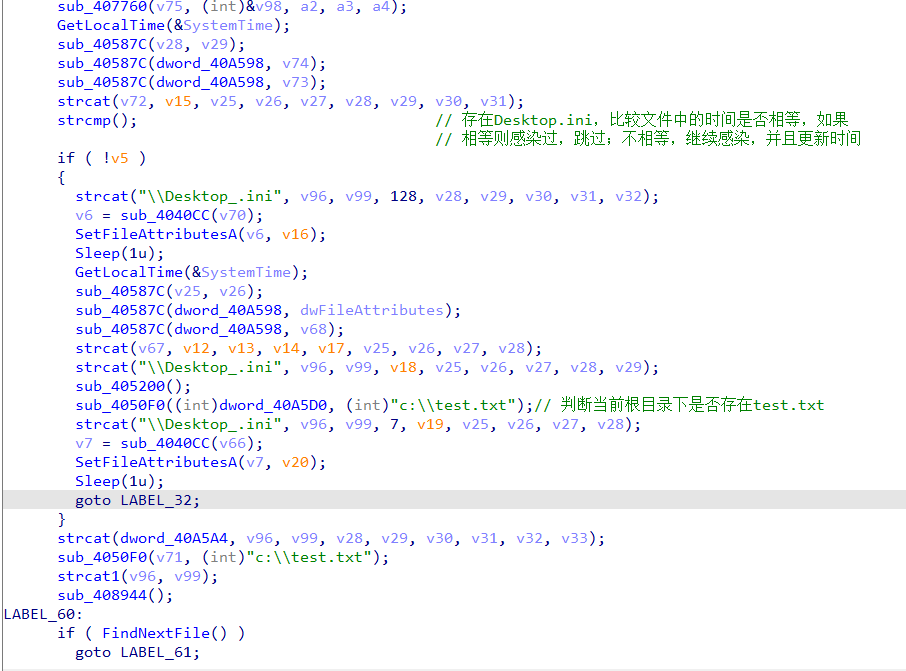 sub_407760(v75, (int)&v98, a2, a3, a4);
GetLocalTime(&SystemTime);
sub_40587C(v28, v29);
sub_40587C(dword_40A598, v74);
sub_40587C(dword_40A598, v73);
strcat(v72, v15, v25, v26, v27, v28, v29, v30, v31);
strcmp(); // 存在Desktop.ini，比较文件中的时间是否相等，如果
// 相等则感染过，跳过；不相等，继续感染，并且更新时间
if ( !v5 )
{
strcat("\\Desktop_.ini", v96, v99, 128, v28, v29, v30, v31, v32);
v6 = sub_4040CC(v70);
SetFileAttributesA(v6, v16);
Sleep(1u);
GetLocalTime(&SystemTime);
sub_40587C(v25, v26);
sub_40587C(dword_40A598, dwFileAttributes);
sub_40587C(dword_40A598, v68);
strcat(v67, v12, v13, v14, v17, v25, v26, v27, v28);
strcat("\\Desktop_.ini", v96, v99, v18, v25, v26, v27, v28, v29);
sub_405200();
sub_4050F0((int)dword_40A5D0, (int)"c:\\test.txt");// 判断当前根目录下是否存在test.txt
strcat("\\Desktop_.ini", v96, v99, 7, v19, v25, v26, v27, v28);
v7 = sub_4040CC(v66);
SetFileAttributesA(v7, v20);
Sleep(1u);
goto LABEL_32;
}
strcat(dword_40A5A4, v96, v99, v28, v29, v30, v31, v32, v33);
sub_4050F0(v71, (int)"c:\\test.txt");
strcat1(v96, v99);
sub_408944();
LABEL_60:
if ( FindNextFile() )
goto LABEL_61;